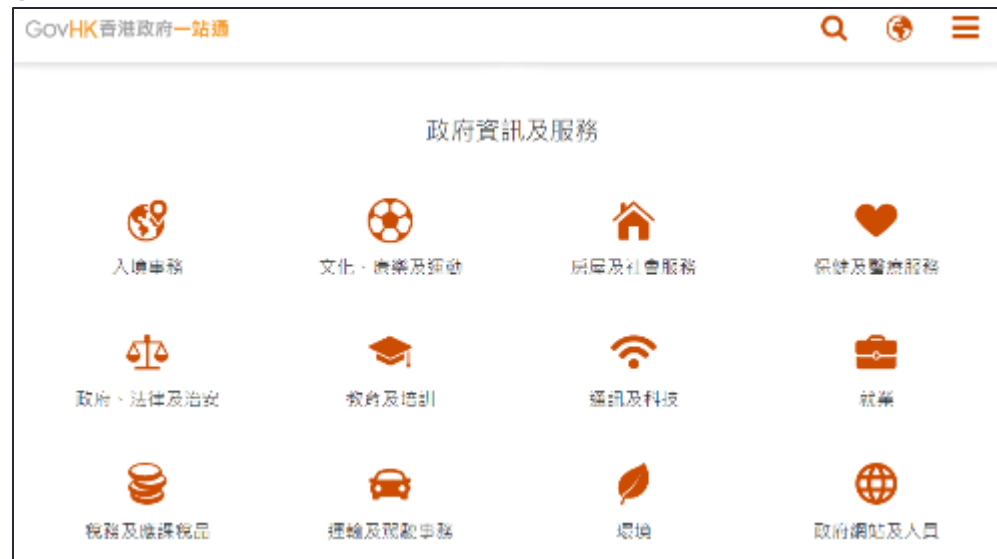 GovHK香港政府一站通
政府資訊及服務
入境事務
文化、康樂及運動
房屋及社會服務
保健及醫療服務
政府、法律及治安
教育及培訓
通訊及科技
就業
稅務及應課稅品
運輸及駕駛事務
環境
政府網站及人員